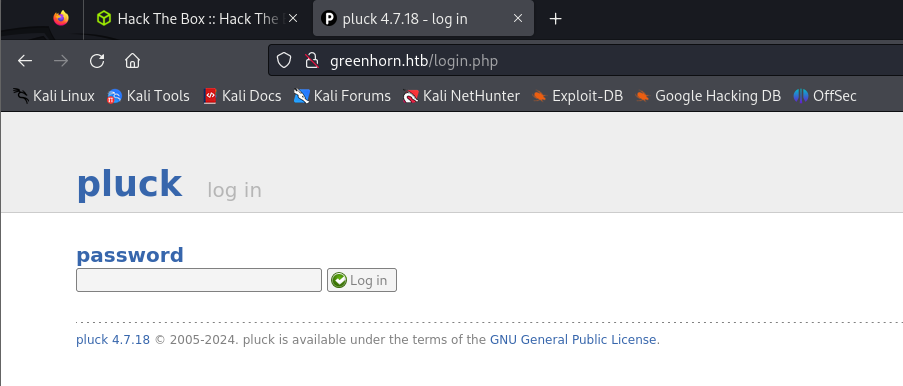 Hack The Box :: Hack The
pluck 4.7.18 - log in
greenhorn.htb/login.php
Kali Linux Kali Tools Kali Docs Kali Forums Kali NetHunter Exploit-DB Google Hacking DB OffSec
pluck log in
password
Log in
pluck 4.7.18 © 2005-2024. pluck is available under the terms of the GNU General Public License.